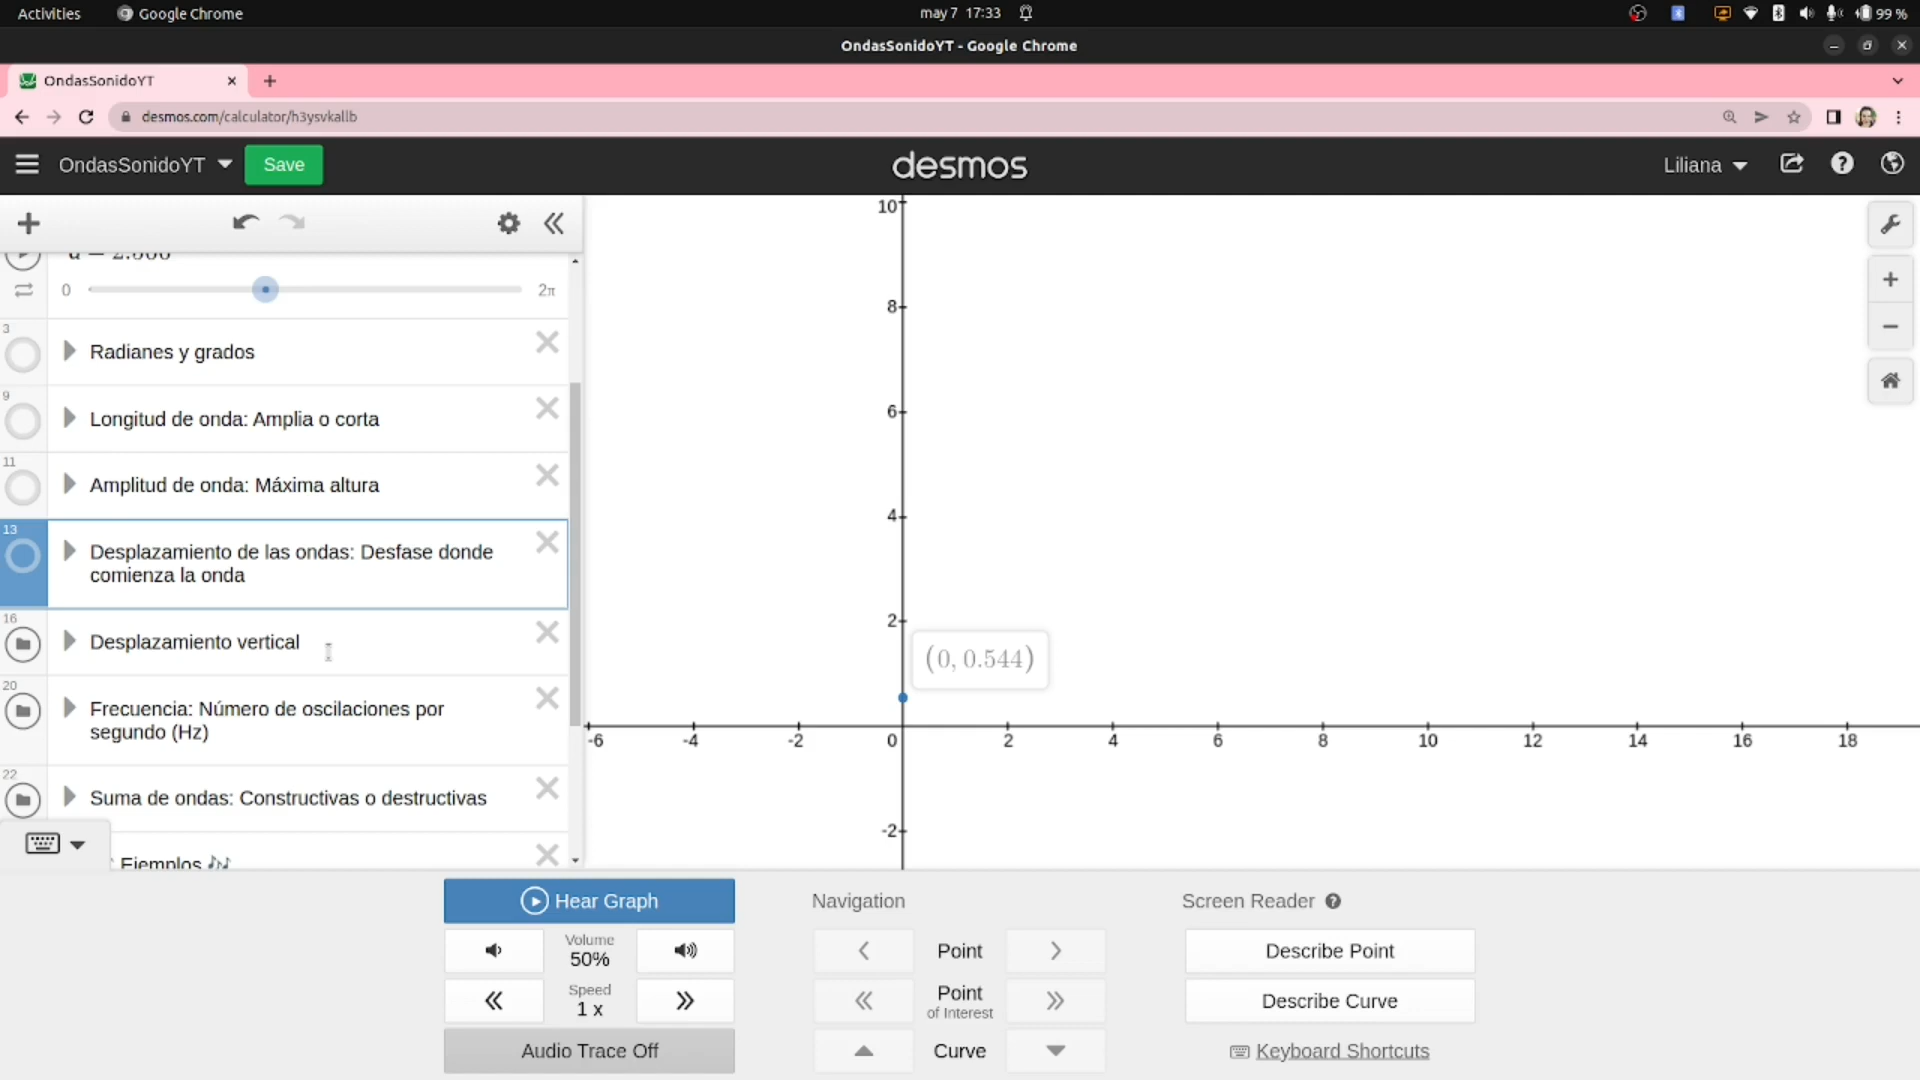 Activities
Google Chrome
may 7 17:33
99 %
OndasSonidoYT - Google Chrome
OndasSonidoYT
desmos.com/calculator/h3ysvkallb
OndasSonidoYT
Save
desmos
Liliana
0
2π
3
Radianes y grados
9
Longitud de onda: Amplia o corta
11
Amplitud de onda: Máxima altura
13
Desplazamiento de las ondas: Desfase donde
comienza la onda
16
Desplazamiento vertical
20
Frecuencia: Número de oscilaciones por
segundo (Hz)
22
Suma de ondas: Constructivas o destructivas
Ejemplos
10
8
6
4
2
(0, 0.544)
-6 -4 -2 0 2 4 6 8 10 12 14 16 18
-2
Hear Graph
Volume
50%
Speed
1 x
Audio Trace Off
Navigation
Point
Point
of Interest
Curve
Screen Reader
Describe Point
Describe Curve
Keyboard Shortcuts